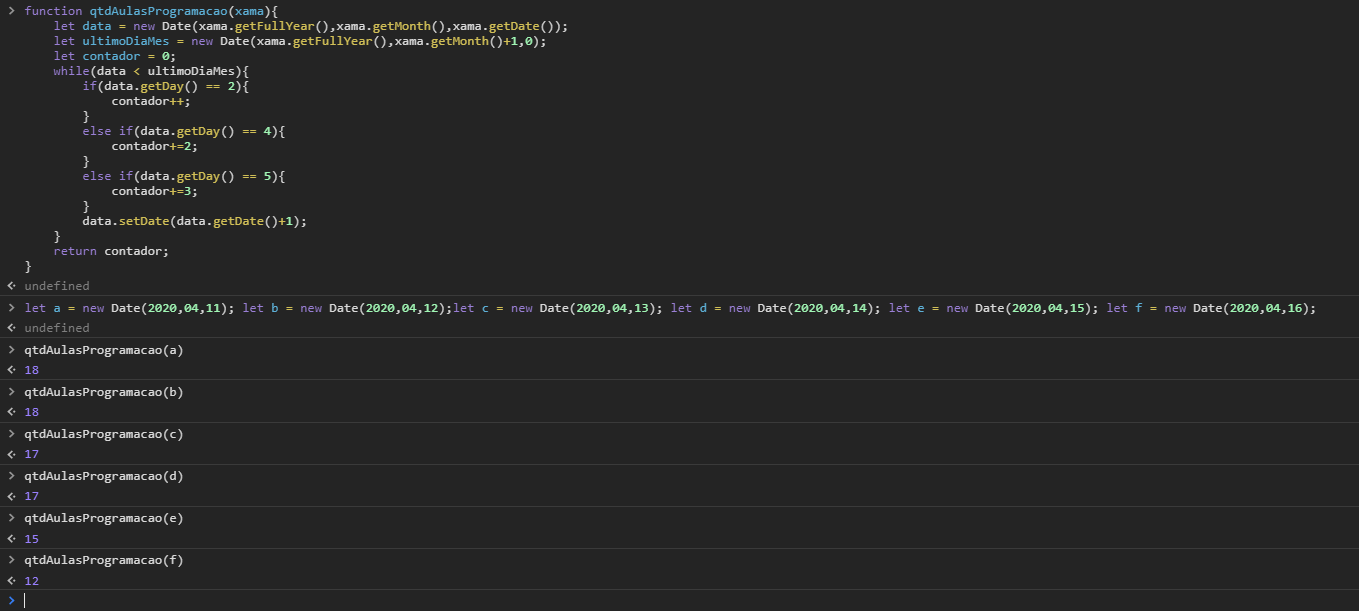 > function qtdAulasProgramacao(xama){
let data = new Date(xama.getFullYear(),xama.getMonth(),xama.getDate());
let ultimoDiaMes = new Date(xama.getFullYear(),xama.getMonth()+1,0);
let contador = 0;
while(data < ultimoDiaMes){
if(data.getDay() == 2){
contador++;
}
else if(data.getDay() == 4){
contador+=2;
}
else if(data.getDay() == 5){
contador+=3;
}
data.setDate(data.getDate()+1);
}
return contador;
}
undefined
> let a = new Date(2020,04,11); let b = new Date(2020,04,12);let c = new Date(2020,04,13); let d = new Date(2020,04,14); let e = new Date(2020,04,15); let f = new Date(2020,04,16);
undefined
> qtdAulasProgramacao(a)
18
> qtdAulasProgramacao(b)
18
> qtdAulasProgramacao(c)
17
> qtdAulasProgramacao(d)
17
> qtdAulasProgramacao(e)
15
> qtdAulasProgramacao(f)
12
>